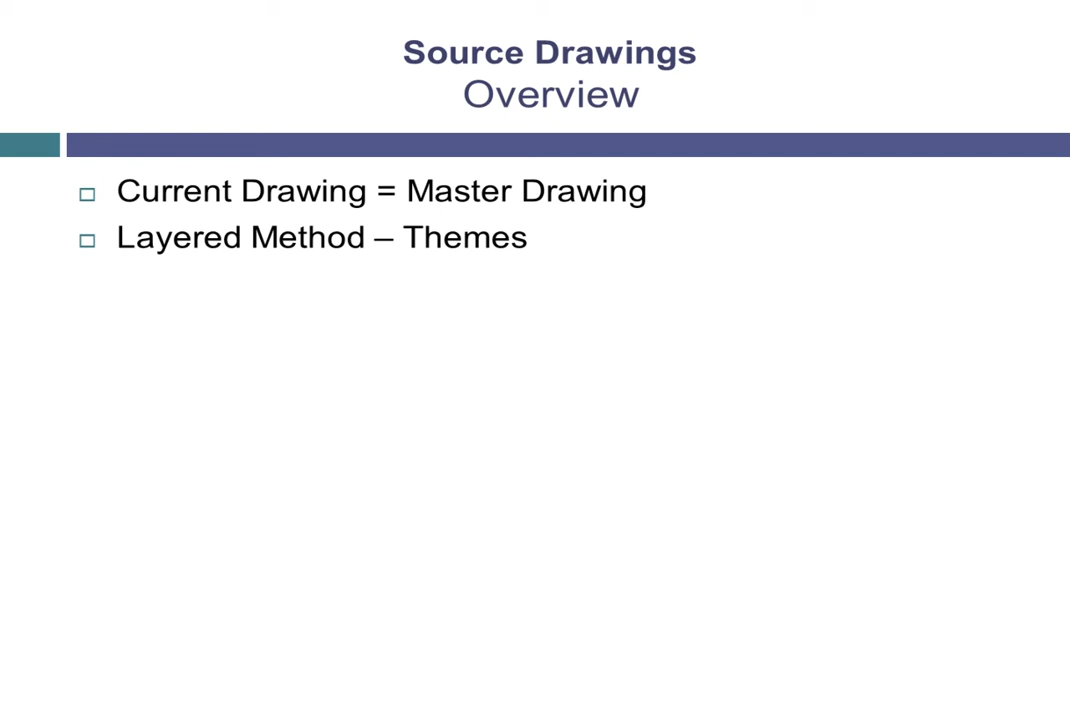 Source Drawings
Overview
Current Drawing = Master Drawing
Layered Method – Themes